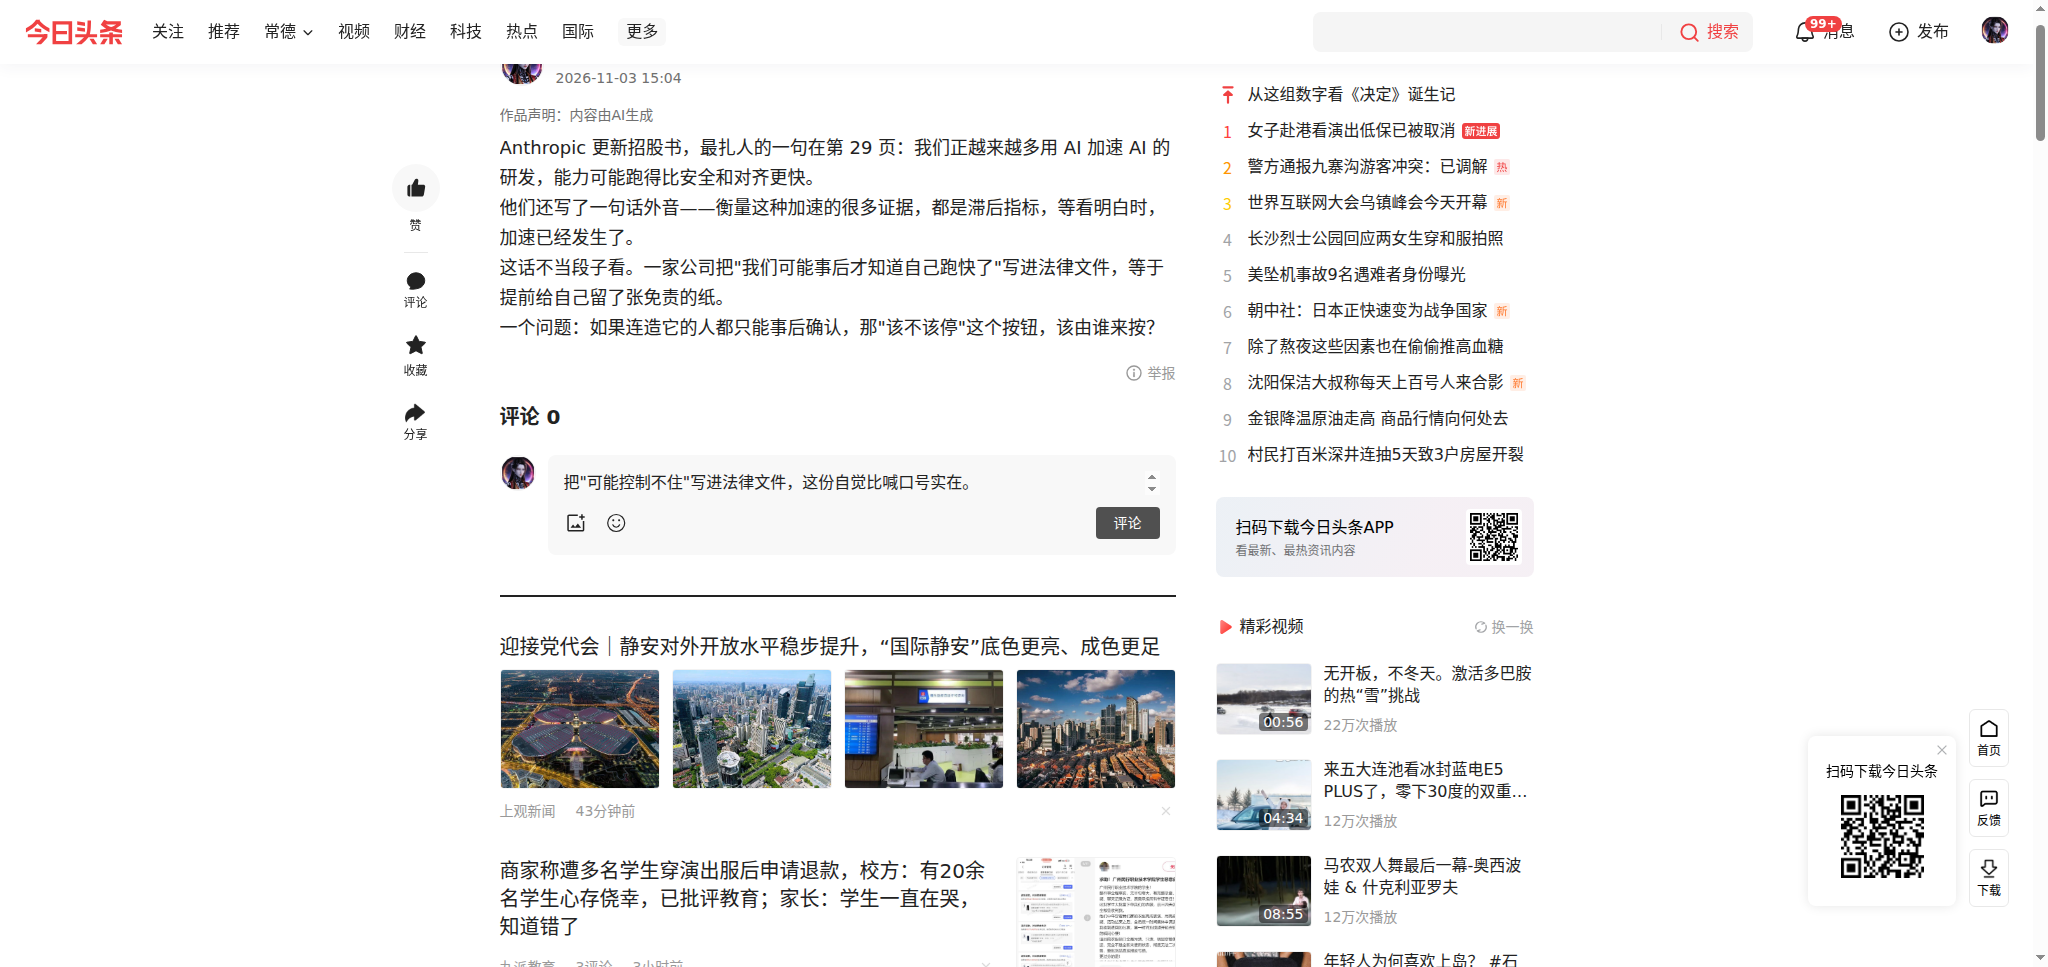 今日头条
关注 推荐 常德 视频 财经 科技 热点 国际 更多
搜索
99+
消息
发布
2026-11-03 15:04
作品声明：内容由AI生成
Anthropic 更新招股书，最扎人的一句在第 29 页：我们正越来越多用 AI 加速 AI 的
研发，能力可能跑得比安全和对齐更快。
他们还写了一句话外音——衡量这种加速的很多证据，都是滞后指标，等看明白时，
加速已经发生了。
这话不当段子看。一家公司把"我们可能事后才知道自己跑快了"写进法律文件，等于
提前给自己留了张免责的纸。
一个问题：如果连造它的人都只能事后确认，那"该不该停"这个按钮，该由谁来按？
举报
赞
评论
收藏
分享
评论 0
把"可能控制不住"写进法律文件，这份自觉比喊口号实在。
评论
迎接党代会｜静安对外开放水平稳步提升，“国际静安”底色更亮、成色更足
上观新闻 43分钟前
商家称遭多名学生穿演出服后申请退款，校方：有20余
名学生心存侥幸，已批评教育；家长：学生一直在哭，
知道错了
九派教育 3评论 3小时前
从这组数字看《决定》诞生记
1 女子赴港看演出低保已被取消 新进展
2 警方通报九寨沟游客冲突：已调解 热
3 世界互联网大会乌镇峰会今天开幕 新
4 长沙烈士公园回应两女生穿和服拍照
5 美坠机事故9名遇难者身份曝光
6 朝中社：日本正快速变为战争国家 新
7 除了熬夜这些因素也在偷偷推高血糖
8 沈阳保洁大叔称每天上百号人来合影 新
9 金银降温原油走高 商品行情向何处去
10 村民打百米深井连抽5天致3户房屋开裂
扫码下载今日头条APP
看最新、最热资讯内容
精彩视频
换一换
无开板，不冬天。激活多巴胺
的热“雪”挑战
00:56
22万次播放
来五大连池看冰封蓝电E5
PLUS了，零下30度的双重...
04:34
12万次播放
马农双人舞最后一幕-奥西波
娃 & 什克利亚罗夫
08:55
12万次播放
年轻人为何喜欢上岛？ #石
扫码下载今日头条
首页
反馈
下载